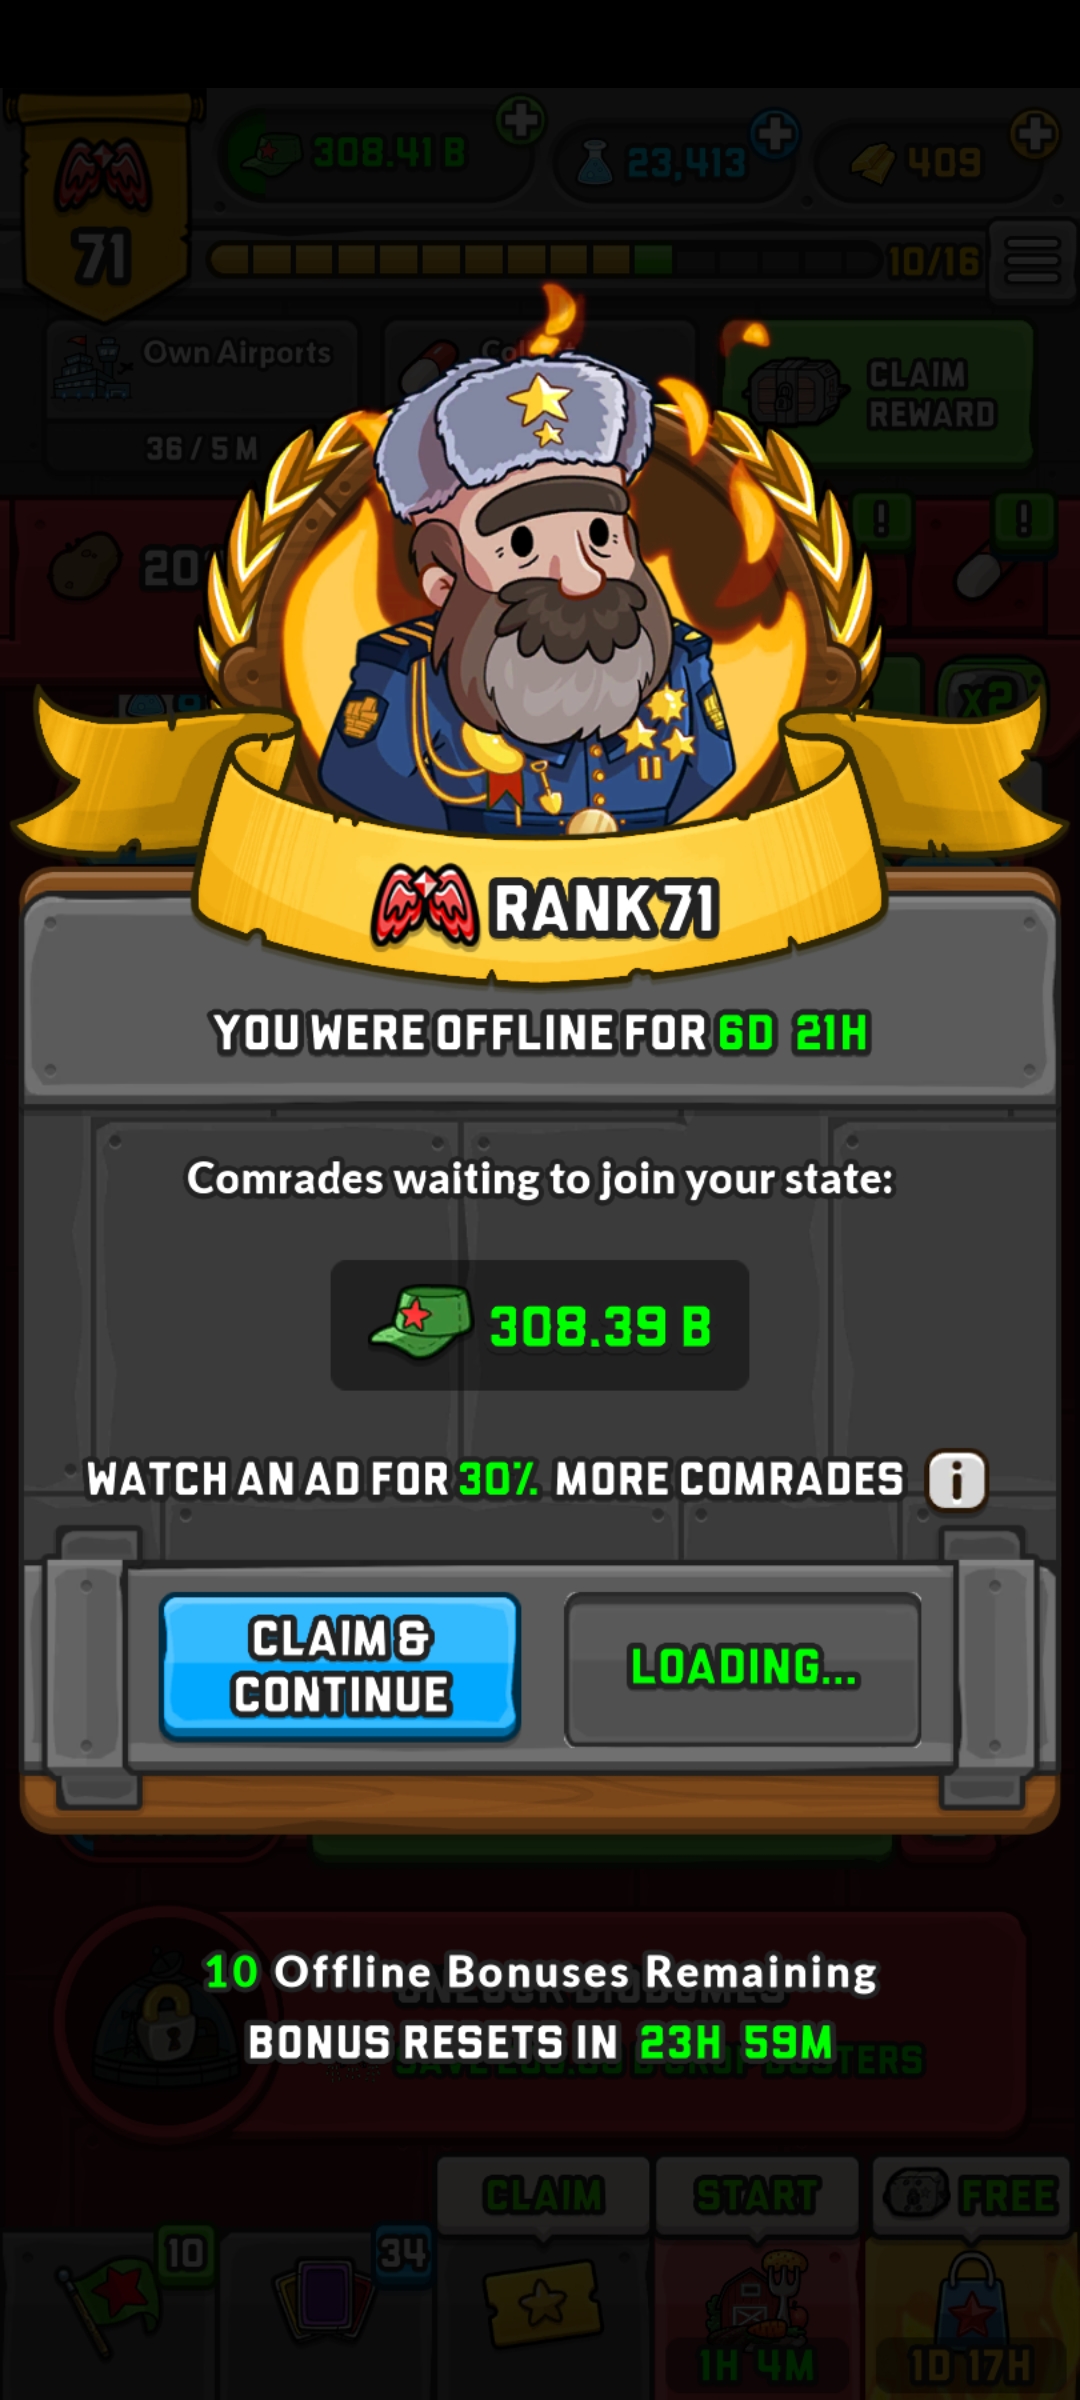 308.41 B
23,413
409
71
10/16
Own Airports
36 / 5 M
CLAIM
REWARD
!
!
X2
RANK 71
YOU WERE OFFLINE FOR 6D 21H
Comrades waiting to join your state:
308.39 B
WATCH AN AD FOR 30% MORE COMRADES
i
CLAIM &
CONTINUE
LOADING...
10 Offline Bonuses Remaining
BONUS RESETS IN 23H 59M
CLAIM
START
FREE
10
34
1H 4M
1D 17H